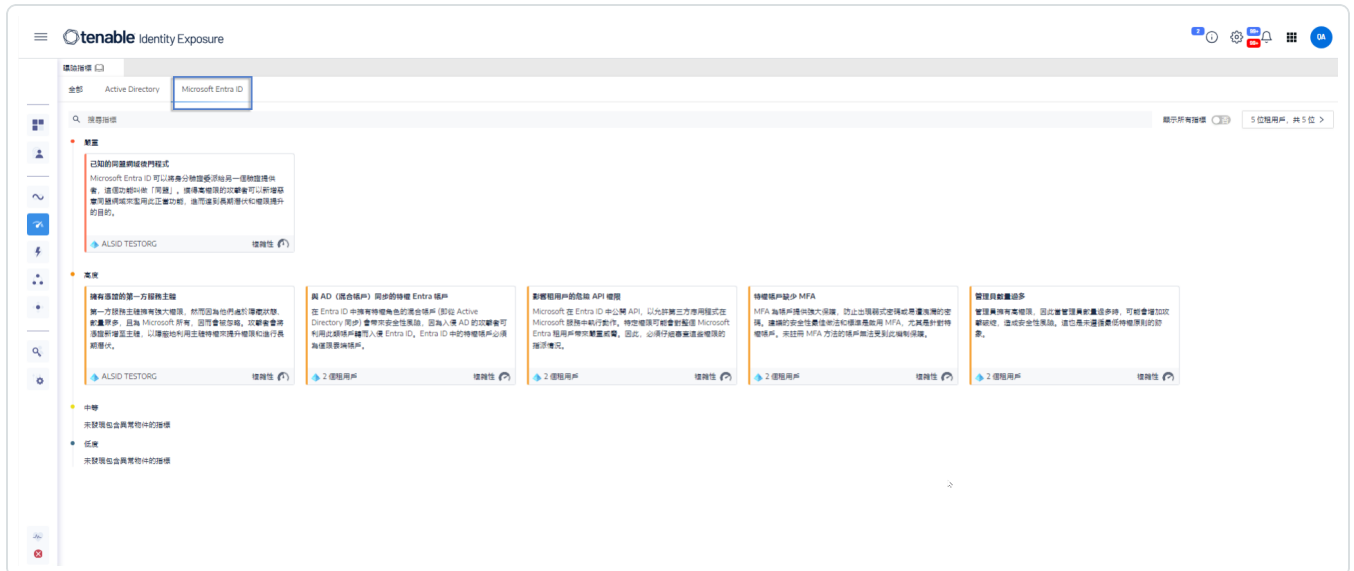 tenable Identity Exposure
2
99+
99+
QA
曝險指標
全部 Active Directory Microsoft Entra ID
搜尋指標
顯示所有指標 否
5 位租用戶，共 5 位 >
嚴重
已知的同盟網域後門程式
Microsoft Entra ID 可以將身分驗證委派給另一個驗證提供
者，這個功能叫做「同盟」。獲得高權限的攻擊者可以新增惡
意同盟網域來濫用此正當功能，進而達到長期潛伏和權限提升
的目的。
ALSID TESTORG 複雜性
高度
擁有憑證的第一方服務主體
第一方服務主體擁有強大權限，然而因為他們處於隱藏狀態、
數量眾多，且為 Microsoft 所有，因而會被忽略。攻擊者會將
憑證新增至主體，以隱密地利用主體特權來提升權限和進行長
期潛伏。
ALSID TESTORG 複雜性
與 AD（混合帳戶）同步的特權 Entra 帳戶
在 Entra ID 中擁有特權角色的混合帳戶 (即從 Active
Directory 同步) 會帶來安全性風險，因為入侵 AD 的攻擊者可
利用此類帳戶轉而入侵 Entra ID。Entra ID 中的特權帳戶必須
為僅限雲端帳戶。
2 個租用戶 複雜性
影響租用戶的危險 API 權限
Microsoft 在 Entra ID 中公開 API，以允許第三方應用程式在
Microsoft 服務中執行動作。特定權限可能會對整個 Microsoft
Entra 租用戶帶來嚴重威脅。因此，必須仔細審查這些權限的
指派情況。
2 個租用戶 複雜性
特權帳戶缺少 MFA
MFA 為帳戶提供強大保護，防止出現弱式密碼或是遭洩漏的密
碼。建議的安全性最佳做法和標準是啟用 MFA，尤其是針對特
權帳戶。未註冊 MFA 方法的帳戶無法受到此機制保護。
2 個租用戶 複雜性
管理員數量過多
管理員擁有高權限，因此當管理員數量過多時，可能會增加攻
擊破綻，造成安全性風險。這也是未遵循最低特權原則的跡
象。
2 個租用戶 複雜性
中等
未發現包含異常物件的指標
低度
未發現包含異常物件的指標